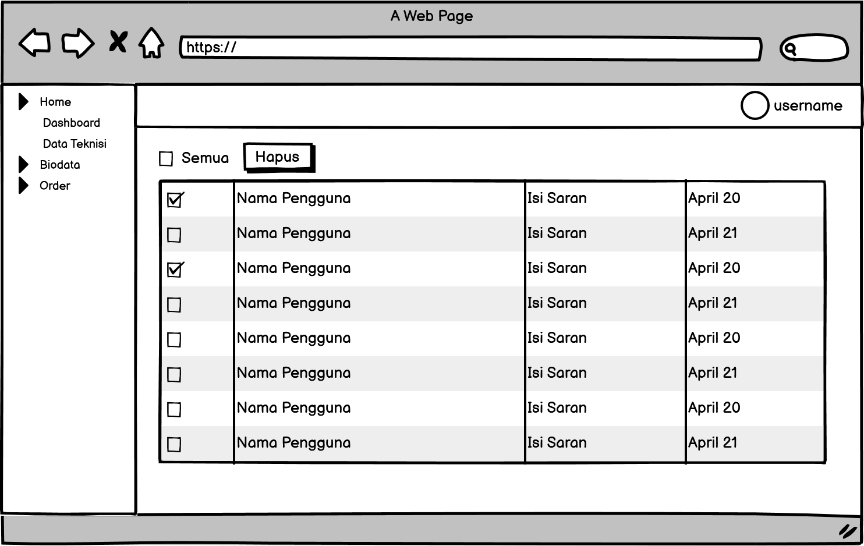 A Web Page
https://
username
Home
Dashboard
Data Teknisi
Biodata
Order
Semua Hapus
Nama Pengguna Isi Saran April 20
Nama Pengguna Isi Saran April 21
Nama Pengguna Isi Saran April 20
Nama Pengguna Isi Saran April 21
Nama Pengguna Isi Saran April 20
Nama Pengguna Isi Saran April 21
Nama Pengguna Isi Saran April 20
Nama Pengguna Isi Saran April 21